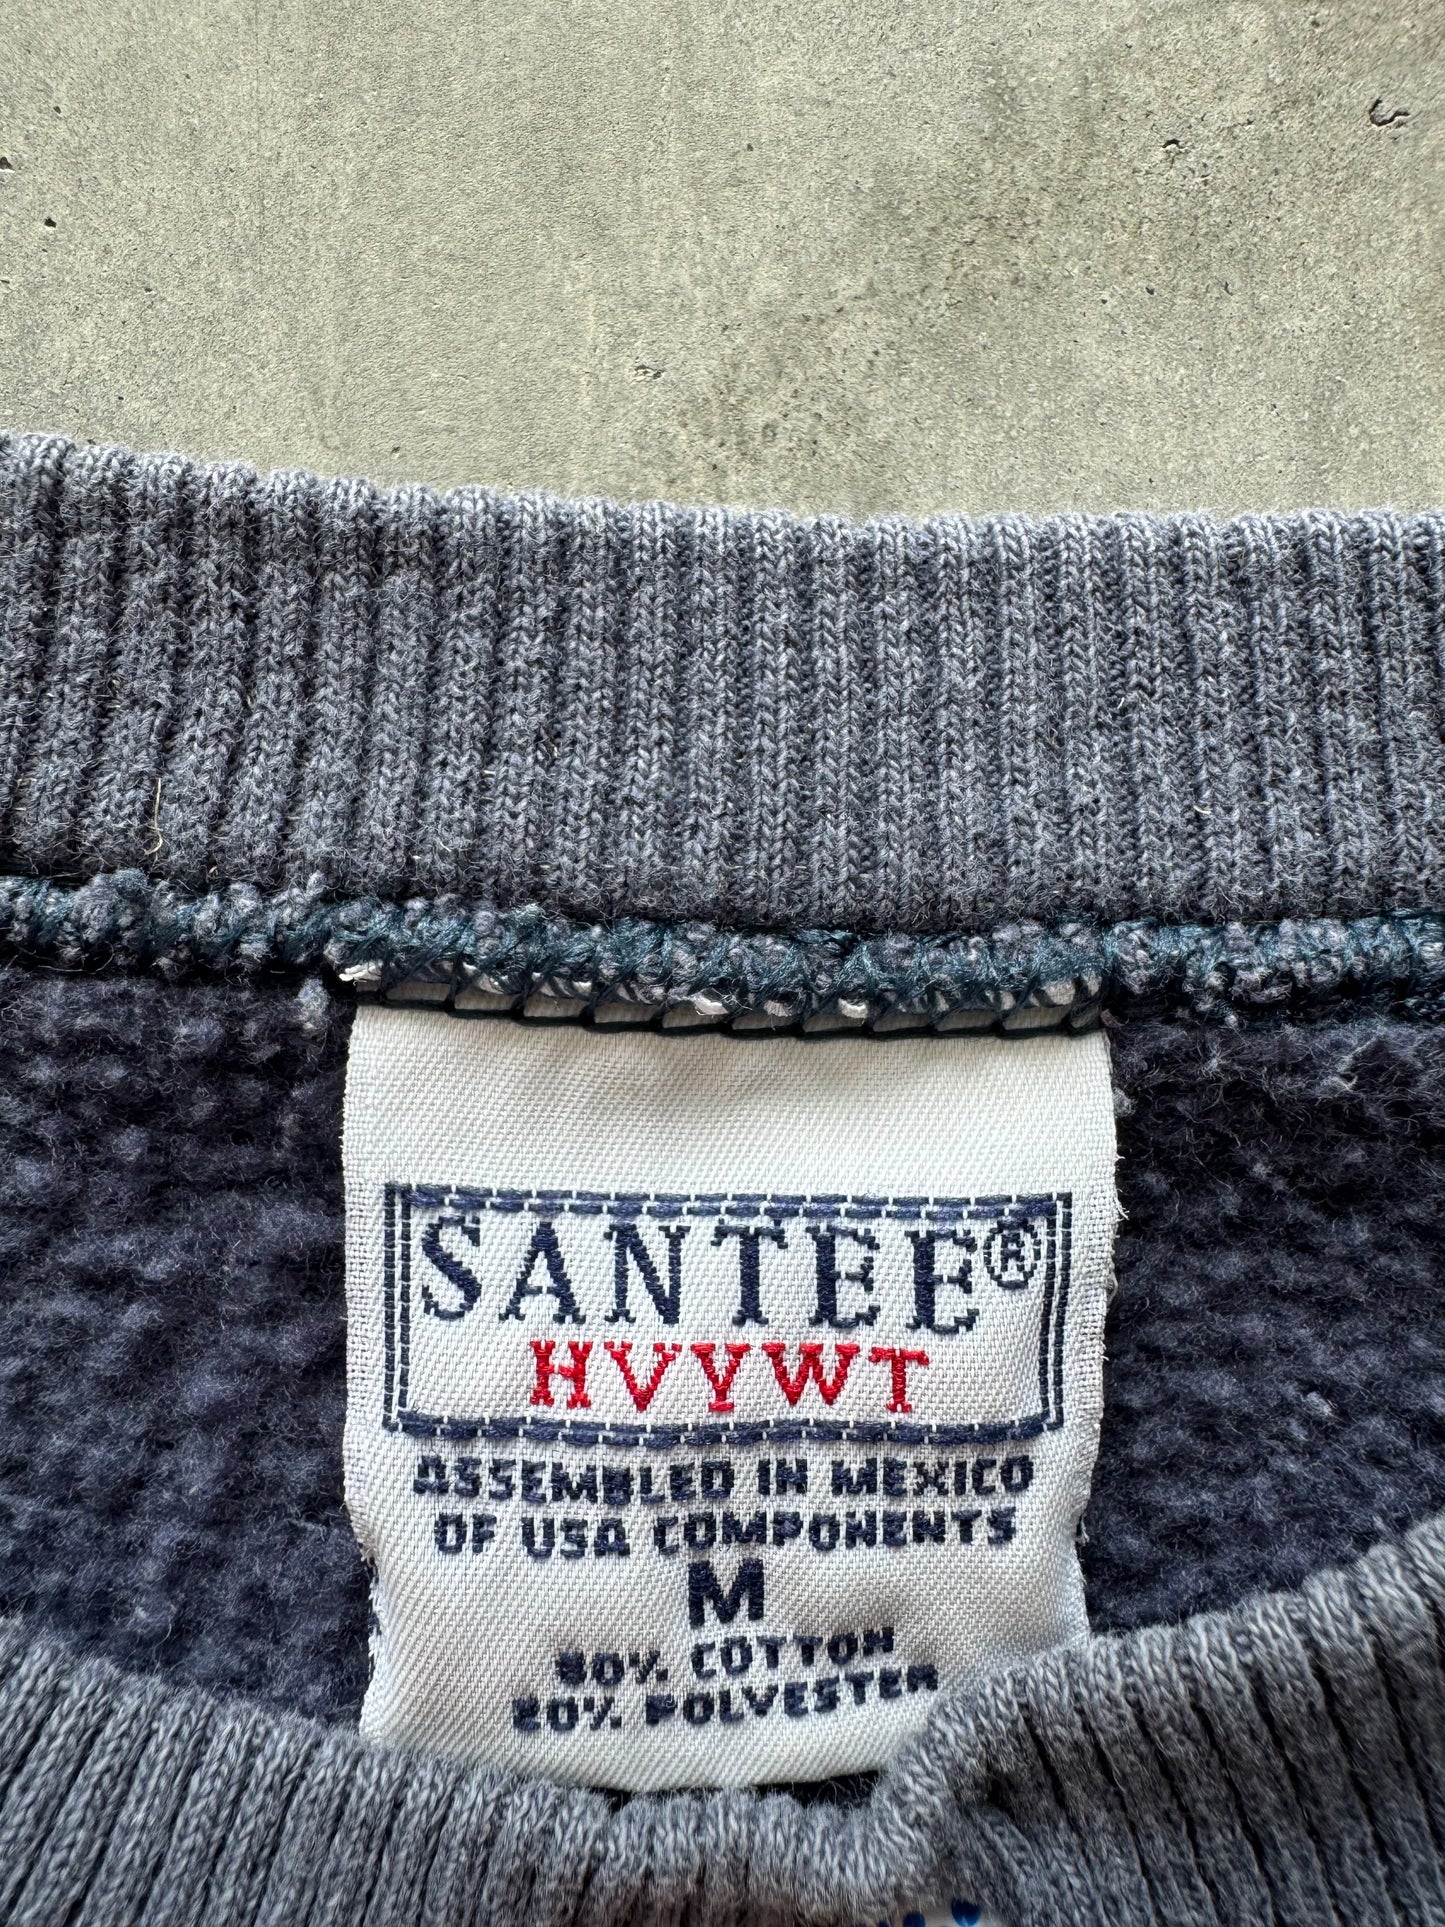 SANTEE®
HVYWT
ASSEMBLED IN MEXICO
OF USA COMPONENTS
M
80% COTTON
20% POLYESTER